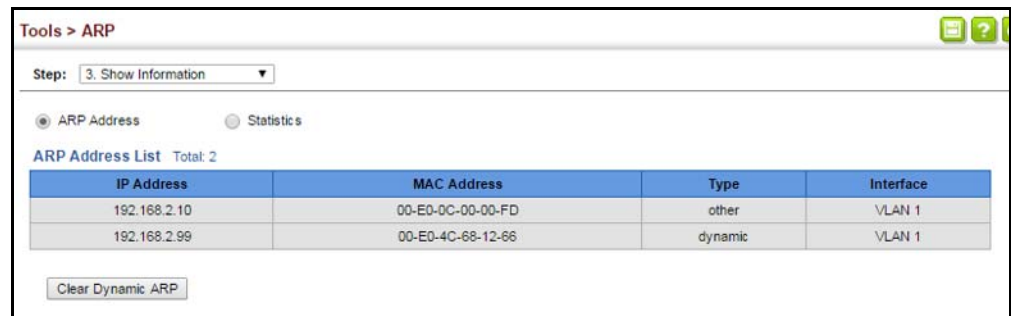 Tools > ARP
Step: 3. Show Information
ARP Address Statistics
ARP Address List Total: 2
IP Address MAC Address Type Interface
192.168.2.10 00-E0-0C-00-00-FD other VLAN 1
192.168.2.99 00-E0-4C-68-12-66 dynamic VLAN 1
Clear Dynamic ARP